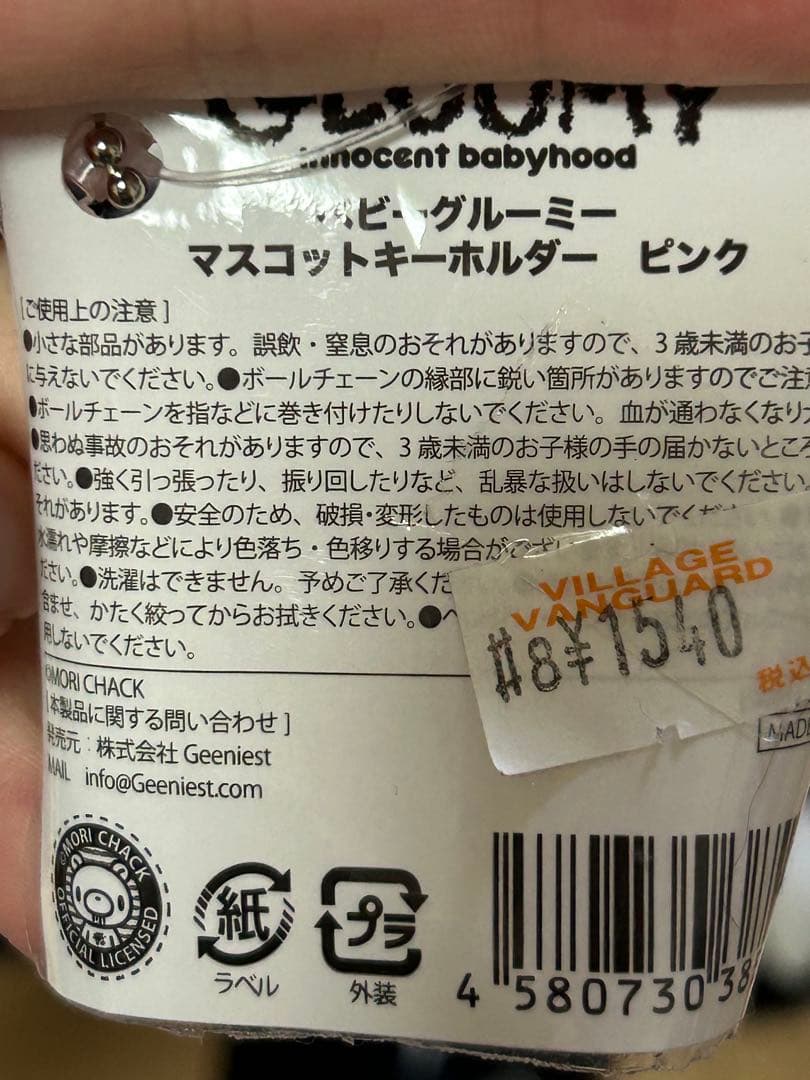 GLOOMY
innocent babyhood
ベビーグルーミー
マスコットキーホルダー　ピンク
[ご使用上の注意]
●小さな部品があります。誤飲・窒息のおそれがありますので、3歳未満のお子
に与えないでください。●ボールチェーンの縁部に鋭い箇所がありますのでご注
●ボールチェーンを指などに巻き付けたりしないでください。血が通わなくなり
●思わぬ事故のおそれがありますので、3歳未満のお子様の手の届かないところ
ださい。●強く引っ張ったり、振り回したりなど、乱暴な扱いはしないでください。
それがあります。●安全のため、破損・変形したものは使用しないでくだ
水濡れや摩擦などにより色落ち・色移りする場合がござい
ださい。●洗濯はできません。予めご了承くだ
含ませ、かたく絞ってからお拭きください。●
用しないでください。
VILLAGE
VANGUARD
#8¥1540
税込
©MORI CHACK
[本製品に関する問い合わせ]
発売元：株式会社 Geeniest
MAIL info@Geeniest.com
MADE
©MORI CHACK
OFFICIAL LICENSED
紙
ラベル
プラ
外装
4 580730 38